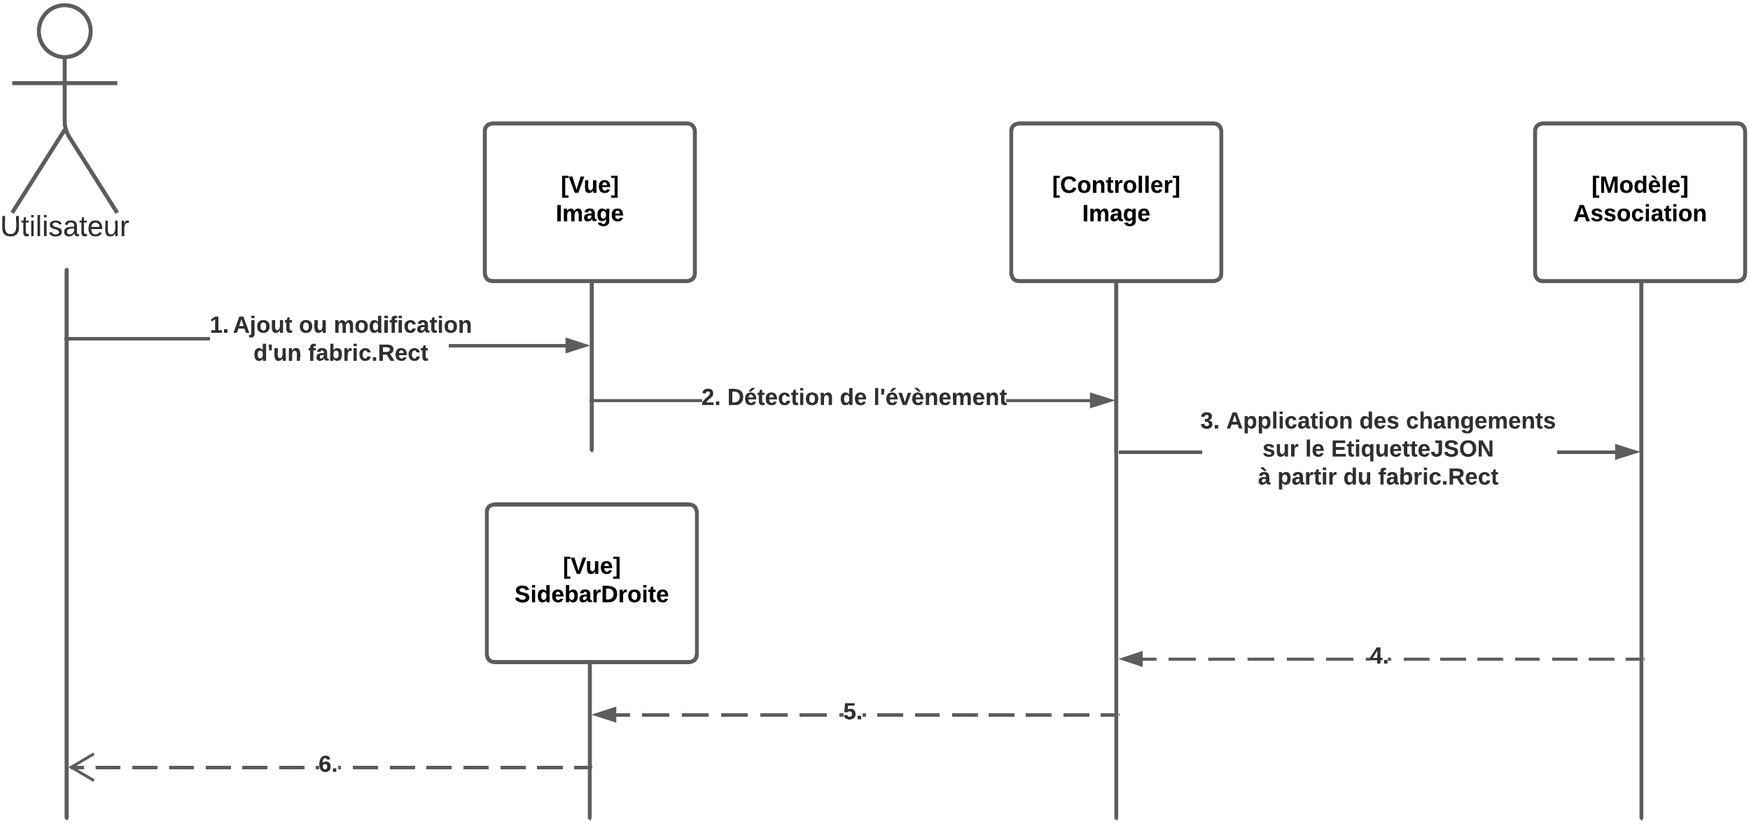 Utilisateur
[Vue]
Image
[Controller]
Image
[Modèle]
Association
1. Ajout ou modification
d'un fabric.Rect
2. Détection de l'évènement
3. Application des changements
sur le EtiquetteJSON
à partir du fabric.Rect
[Vue]
SidebarDroite
4.
5.
6.